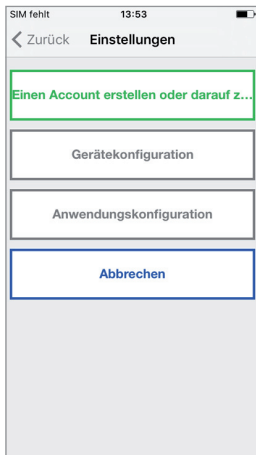 SIM fehlt 13:53
Zurück Einstellungen
Einen Account erstellen oder darauf z...
Gerätekonfiguration
Anwendungskonfiguration
Abbrechen